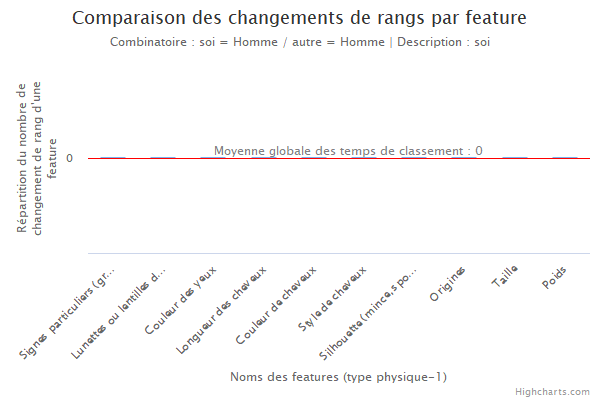 Comparaison des changements de rangs par feature
Combinatoire : soi = Homme / autre = Homme | Description : soi
Répartition du nombre de
changement de rang d'une
feature
0
Moyenne globale des temps de classement : 0
Signes particuliers (gr...
Lunettes ou lentilles d...
Couleur des yeux
Longueur des cheveux
Couleur de cheveux
Style de cheveux
Silhouette (mince,s po...
Origines
Taille
Poids
Noms des features (type physique-1)
Highcharts.com